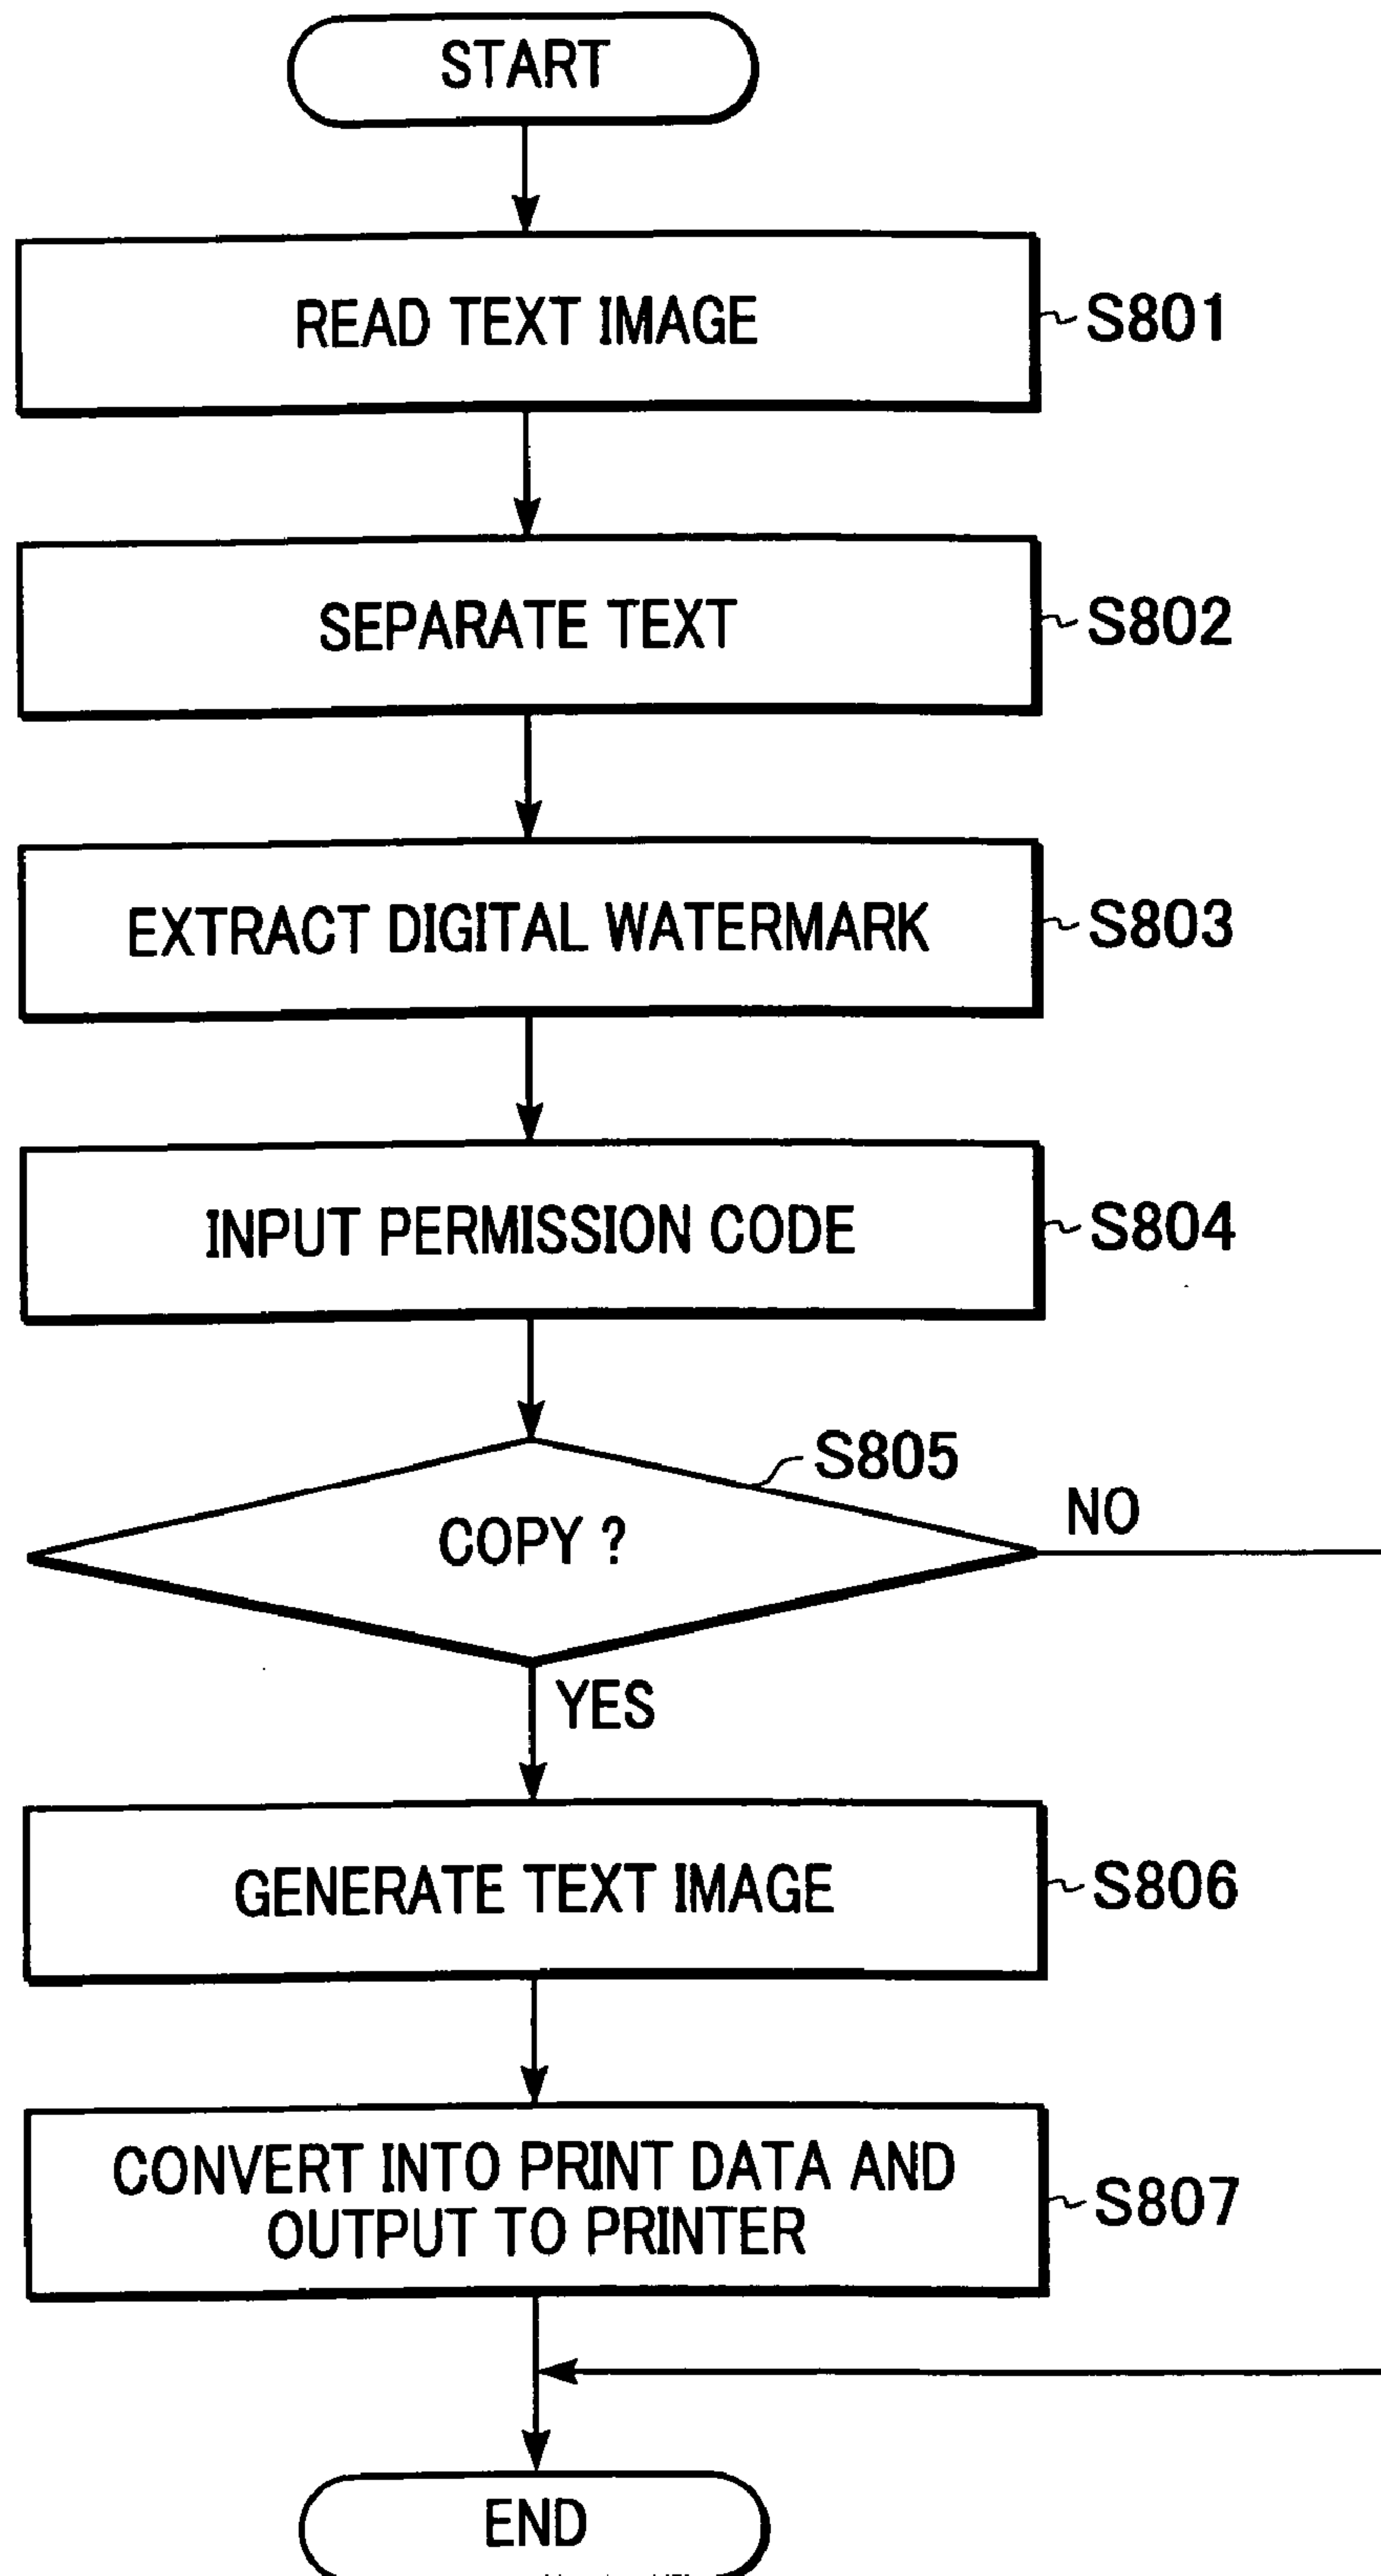 START
READ TEXT IMAGE
S801
SEPARATE TEXT
S802
EXTRACT DIGITAL WATERMARK
S803
INPUT PERMISSION CODE
S804
S805
COPY ?
NO
YES
GENERATE TEXT IMAGE
S806
CONVERT INTO PRINT DATA AND
OUTPUT TO PRINTER
S807
END